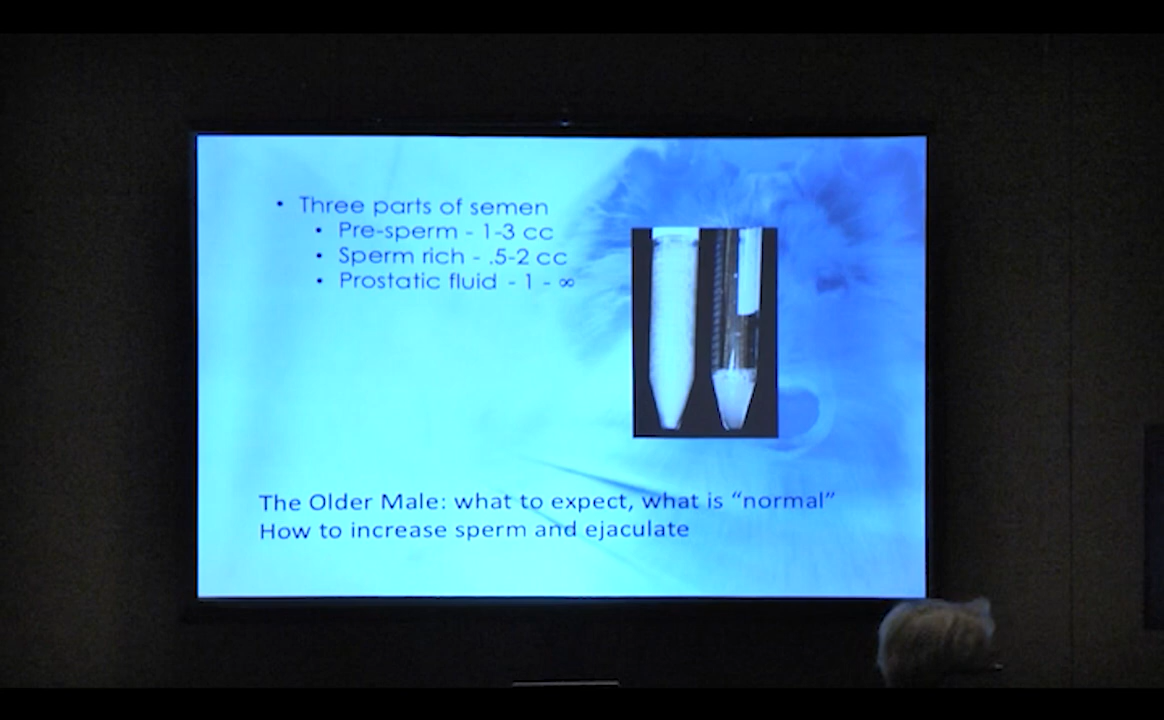 • Three parts of semen
• Pre-sperm - 1-3 cc
• Sperm rich - .5-2 cc
• Prostatic fluid - 1 - ∞
The Older Male: what to expect, what is “normal”
How to increase sperm and ejaculate